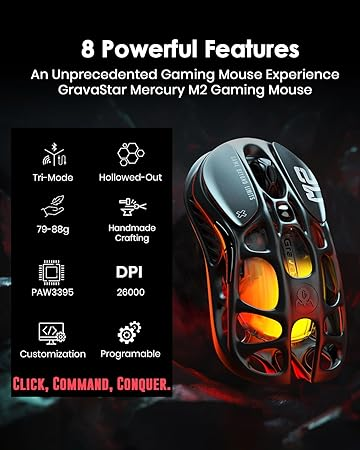 8 Powerful Features
An Unprecedented Gaming Mouse Experience
GravaStar Mercury M2 Gaming Mouse
Tri-Mode
Hollowed-Out
79-88g
Handmade
Crafting
PAW3395
DPI
26000
Customization
Programable
Click, Command, Conquer.
M2